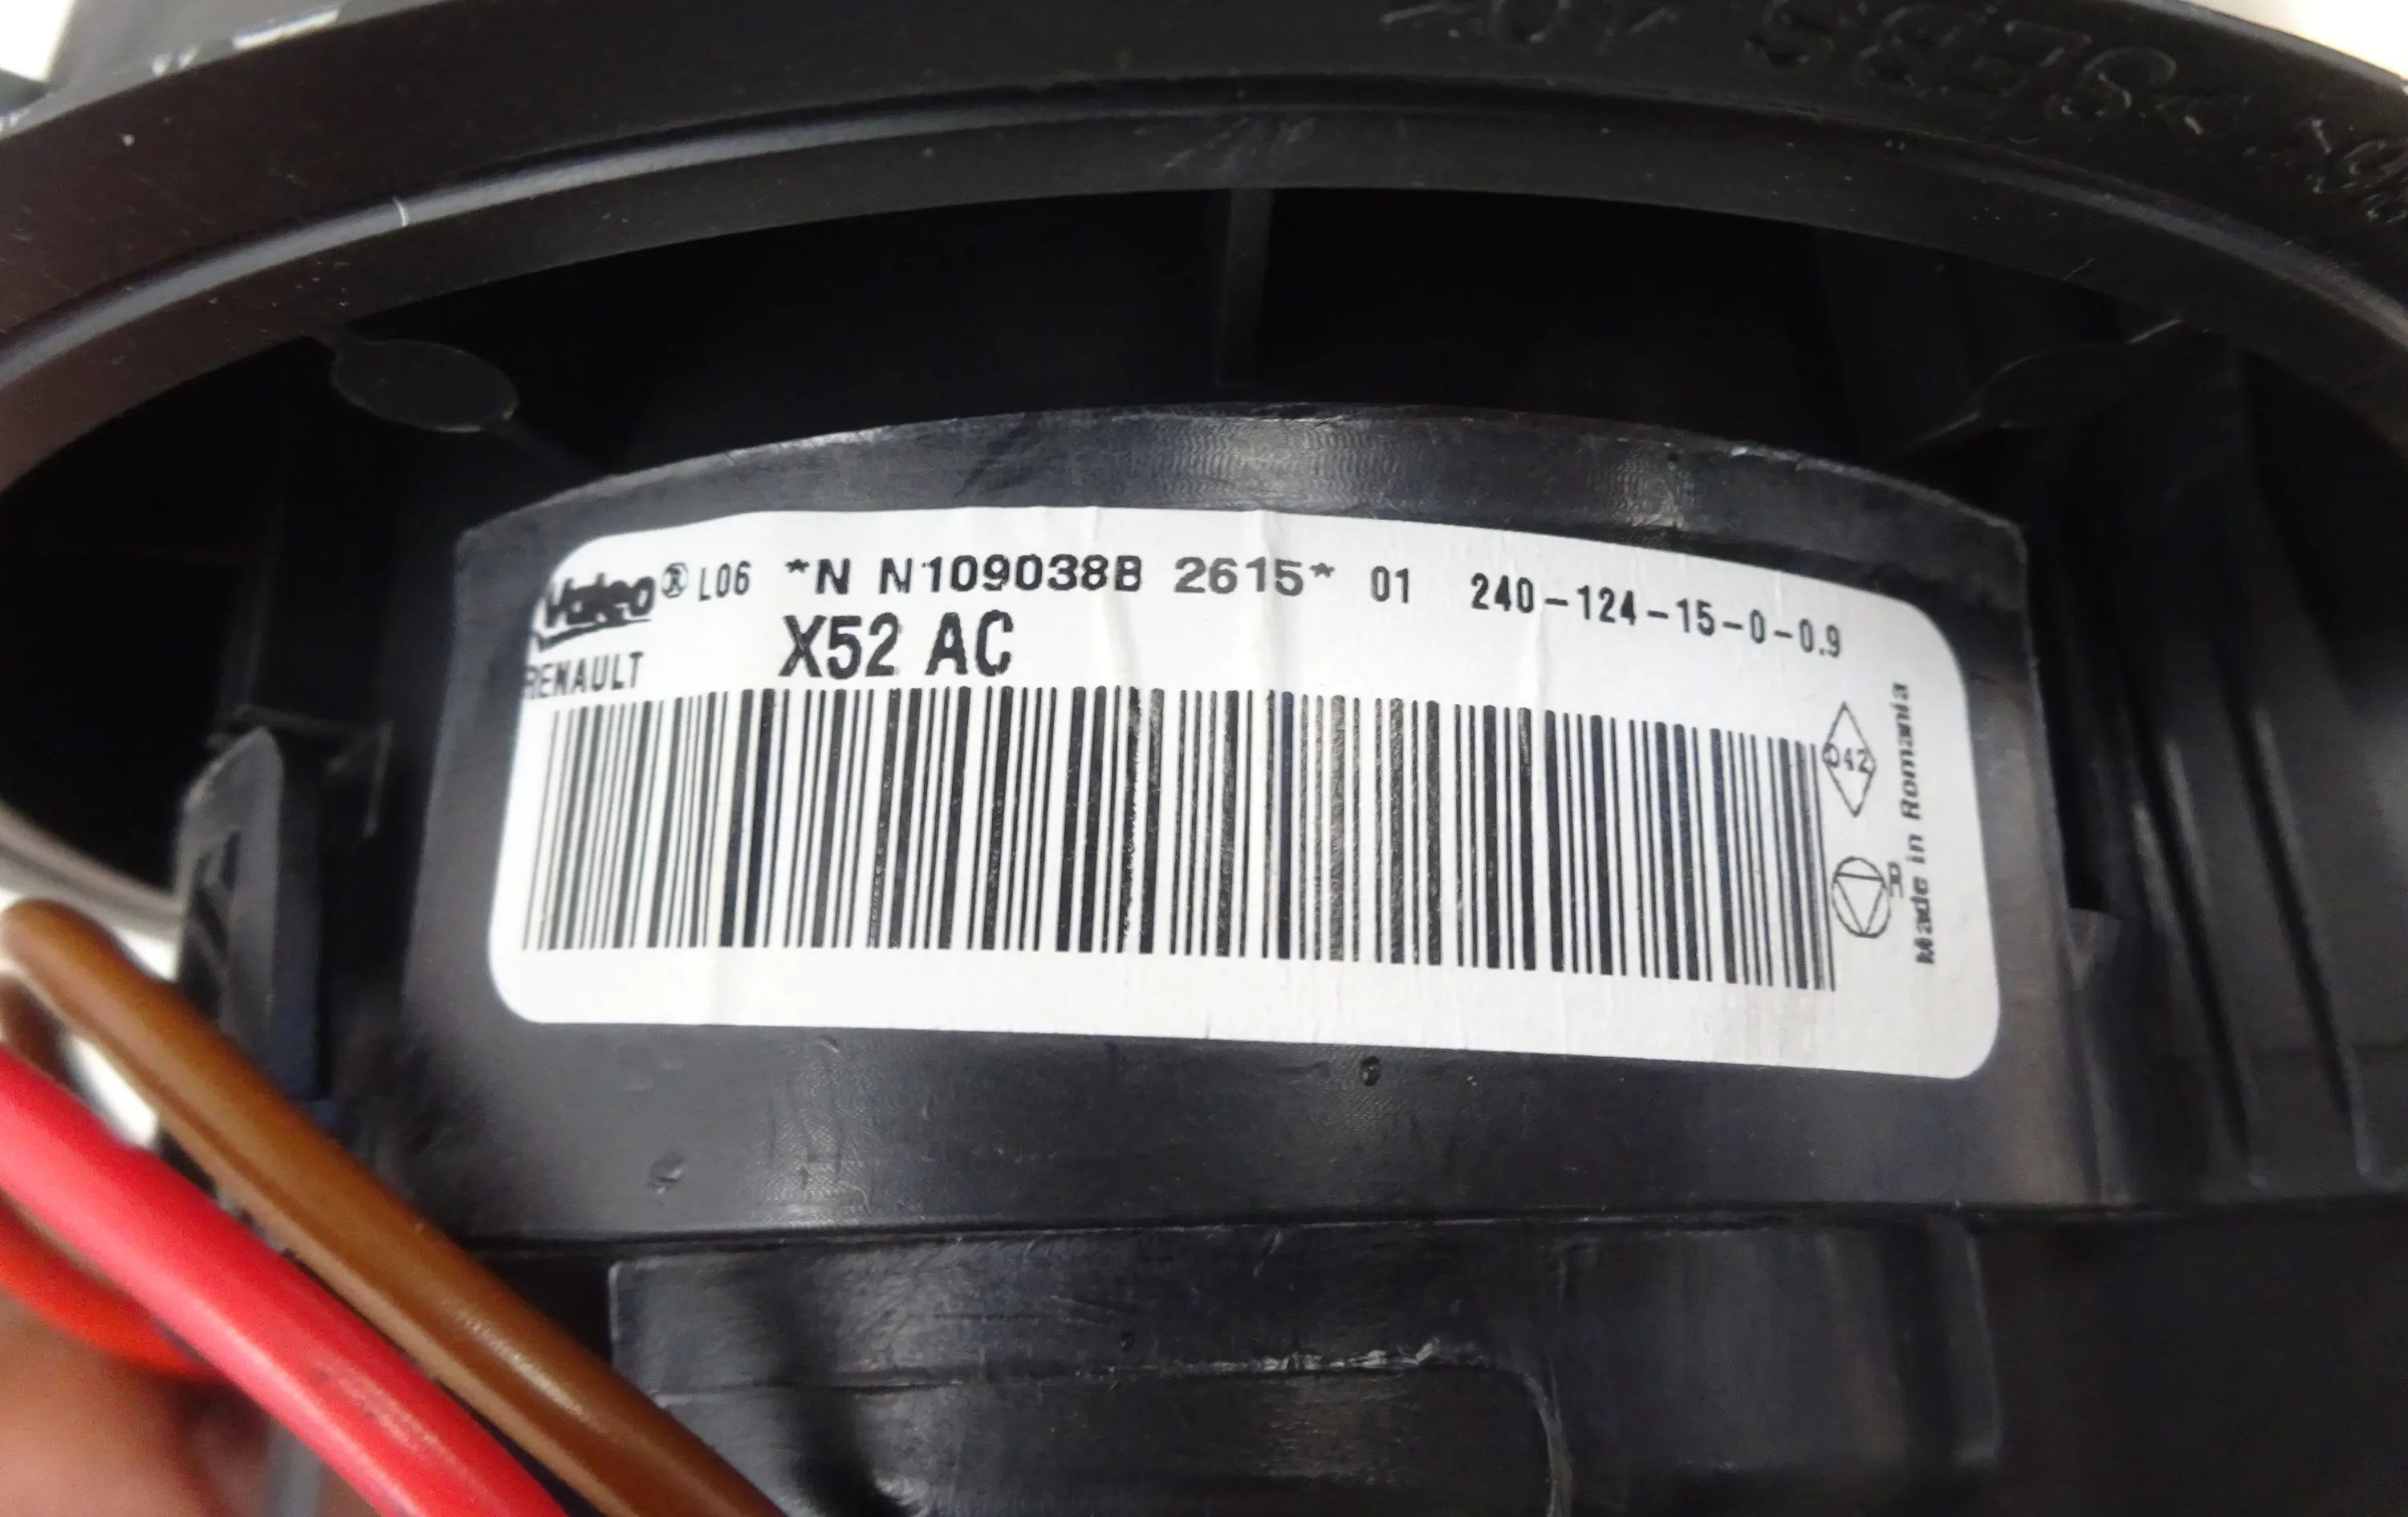 Valeo® L06 *N N109038B 2615* 01 240-124-15-0-0.9
RENAULT X52 AC
042
R
Made in Romania